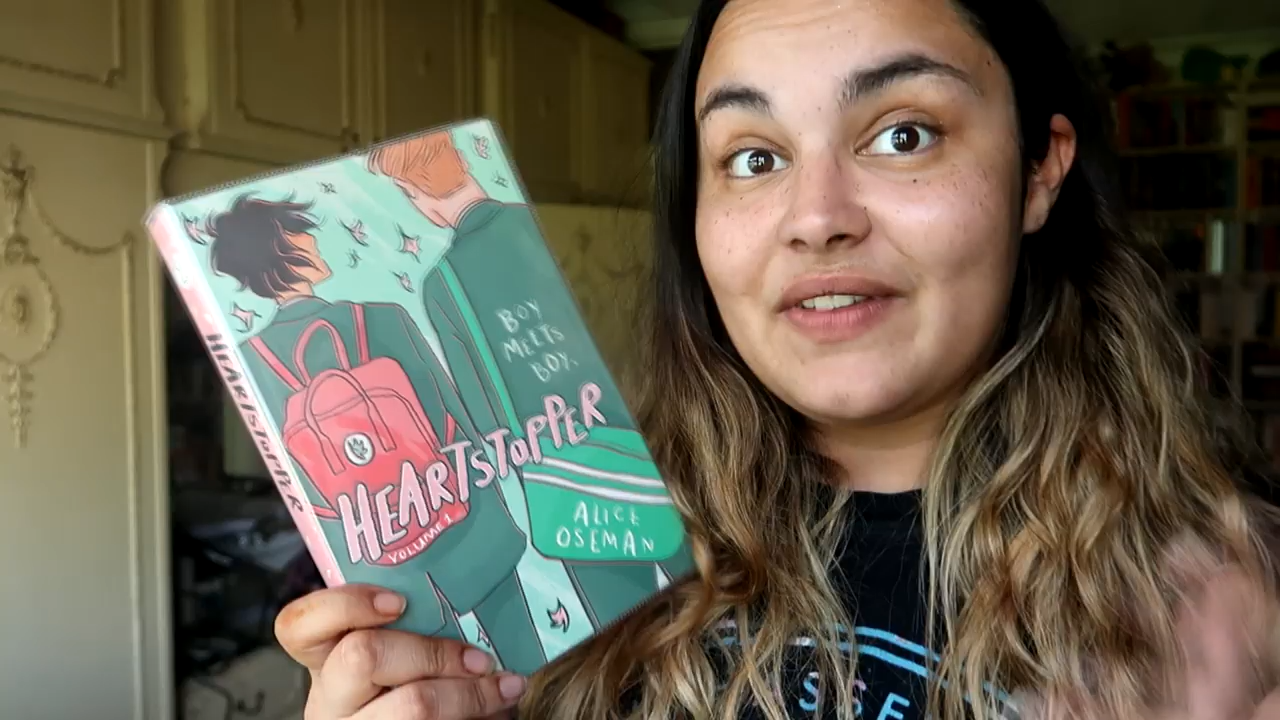 HEARTSTOPPER
BOY
MEETS
BOY.
HEARTSTOPPER
VOLUME 1
ALICE
OSEMAN